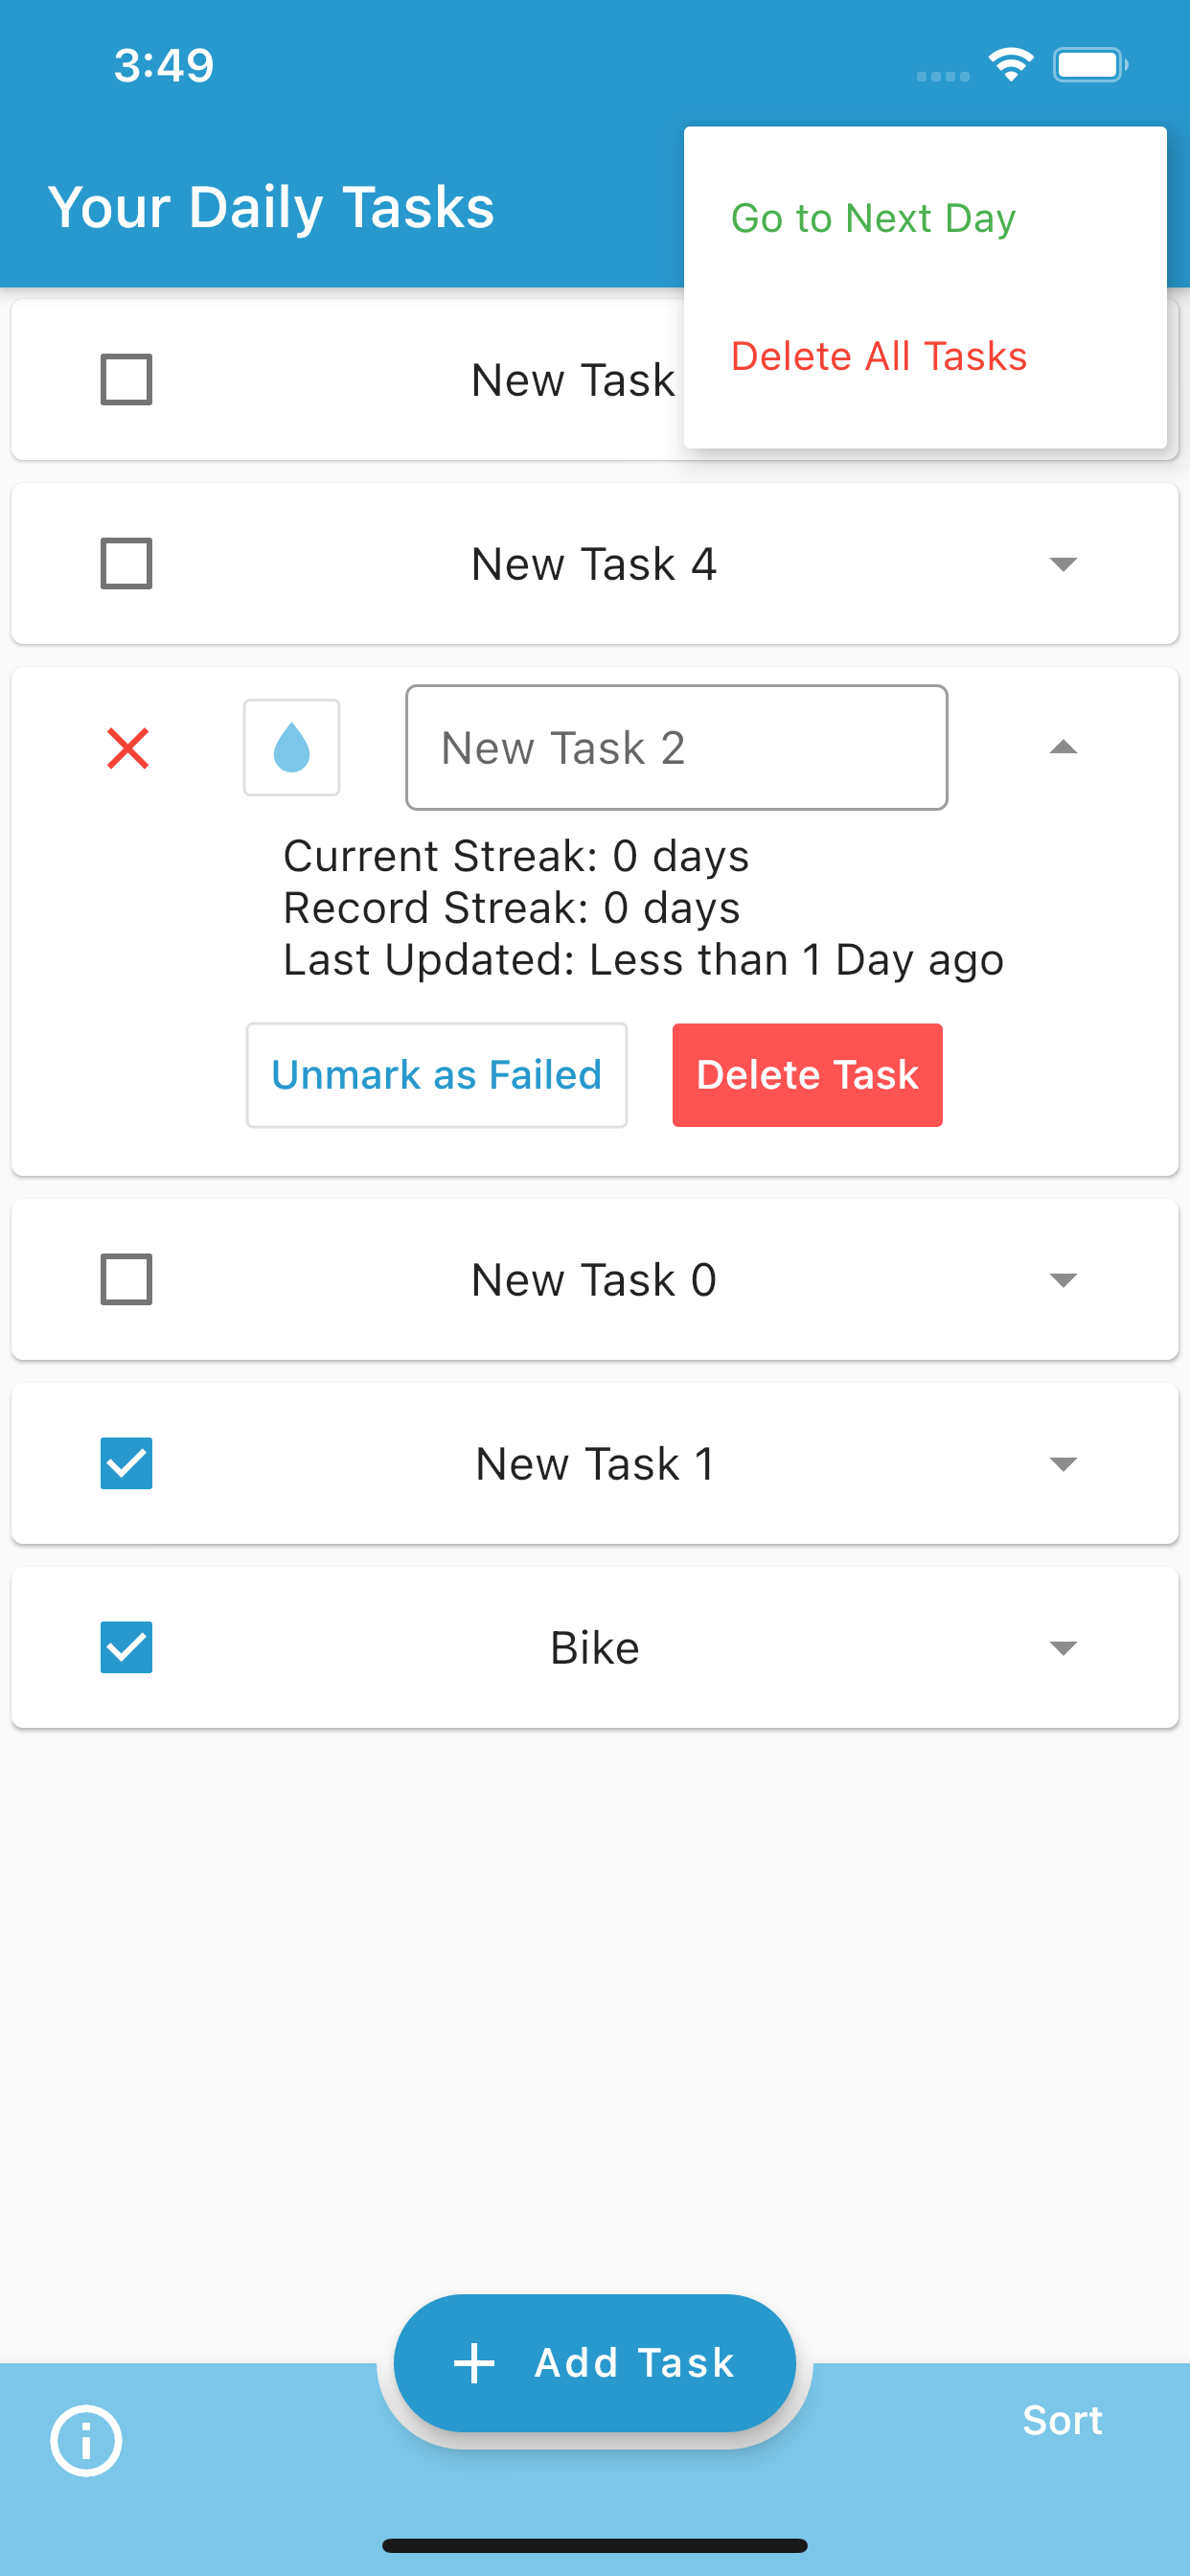 3:49
Your Daily Tasks
Go to Next Day
Delete All Tasks
New Task
New Task 4
New Task 2
Current Streak: 0 days
Record Streak: 0 days
Last Updated: Less than 1 Day ago
Unmark as Failed
Delete Task
New Task 0
New Task 1
Bike
Add Task
Sort